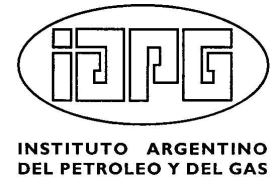 iAPG
INSTITUTO ARGENTINO
DEL PETROLEO Y DEL GAS